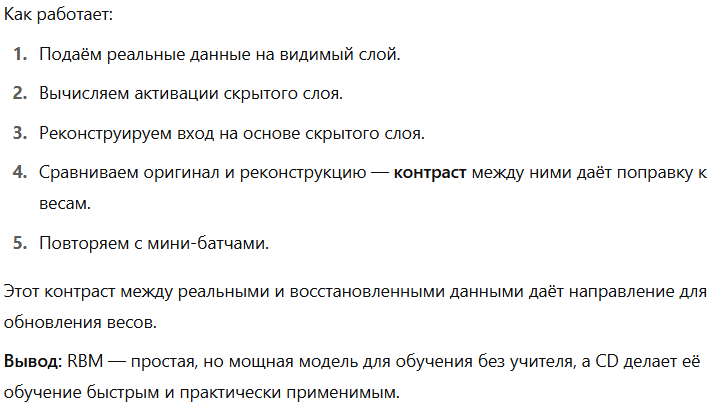 Как работает:
1. Подаём реальные данные на видимый слой.
2. Вычисляем активации скрытого слоя.
3. Реконструируем вход на основе скрытого слоя.
4. Сравниваем оригинал и реконструкцию — контраст между ними даёт поправку к
весам.
5. Повторяем с мини-батчами.
Этот контраст между реальными и восстановленными данными даёт направление для
обновления весов.
Вывод: RBM — простая, но мощная модель для обучения без учителя, а CD делает её
обучение быстрым и практически применимым.